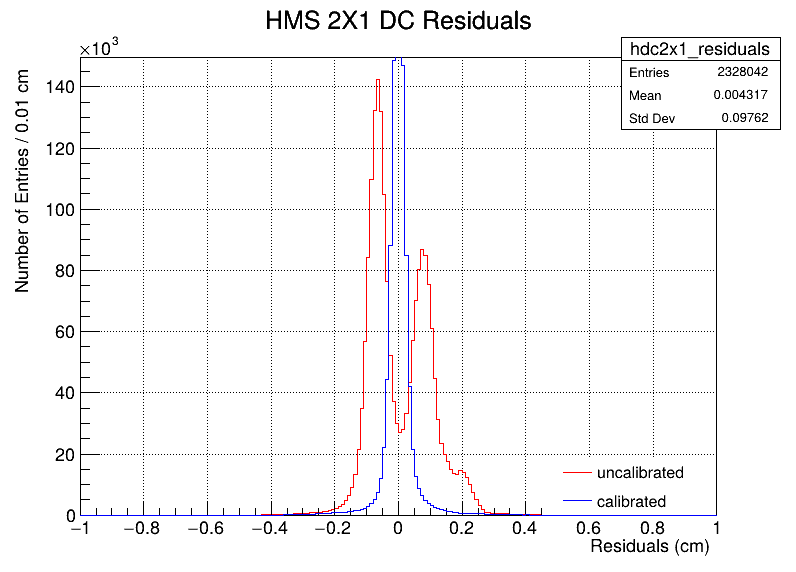 HMS 2X1 DC Residuals
×10³
hdc2x1_residuals
Entries 2328042
Mean 0.004317
Std Dev 0.09762
Number of Entries / 0.01 cm
140
120
100
80
60
40
20
0
uncalibrated
calibrated
−1 −0.8 −0.6 −0.4 −0.2 0 0.2 0.4 0.6 0.8 1
Residuals (cm)